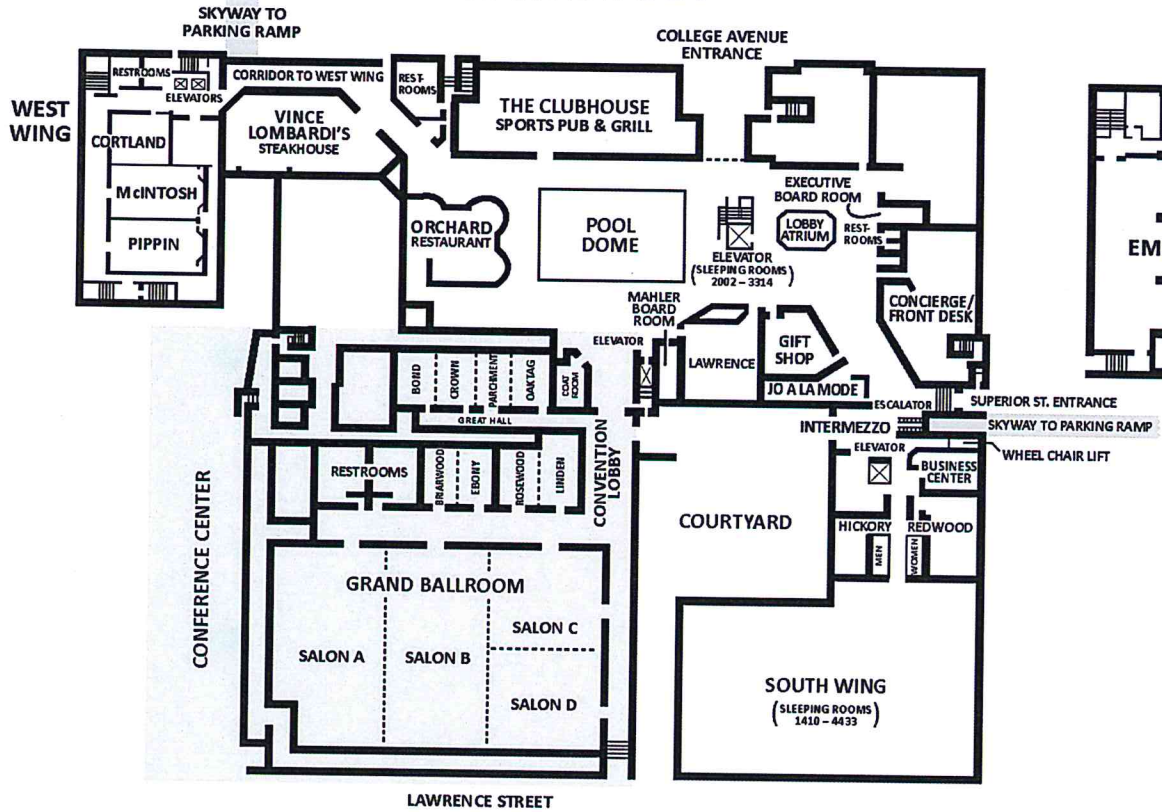 SKYWAY TO
PARKING RAMP
COLLEGE AVENUE
ENTRANCE
RESTROOMS
ELEVATORS
CORRIDOR TO WEST WING
REST-
ROOMS
WEST
WING
VINCE
LOMBARDI'S
STEAKHOUSE
THE CLUBHOUSE
SPORTS PUB & GRILL
CORTLAND
McINTOSH
PIPPIN
ORCHARD
RESTAURANT
POOL
DOME
EXECUTIVE
BOARD ROOM
LOBBY
ATRIUM
REST-
ROOMS
ELEVATOR
(SLEEPING ROOMS
2002 – 3314)
EM
CONCIERGE/
FRONT DESK
MAHLER
BOARD
ROOM
ELEVATOR
LAWRENCE
GIFT
SHOP
JO A LA MODE
BOND
CROWN
PARCHMENT
OAKTAG
COAT
ROOM
GREAT HALL
ESCALATOR
SUPERIOR ST. ENTRANCE
INTERMEZZO
SKYWAY TO PARKING RAMP
WHEEL CHAIR LIFT
ELEVATOR
BUSINESS
CENTER
RESTROOMS
BRIARWOOD
EBONY
ROSEWOOD
LINDEN
CONVENTION
LOBBY
COURTYARD
HICKORY
REDWOOD
MEN
WOMEN
CONFERENCE CENTER
GRAND BALLROOM
SALON A
SALON B
SALON C
SALON D
SOUTH WING
(SLEEPING ROOMS
1410 – 4433)
LAWRENCE STREET